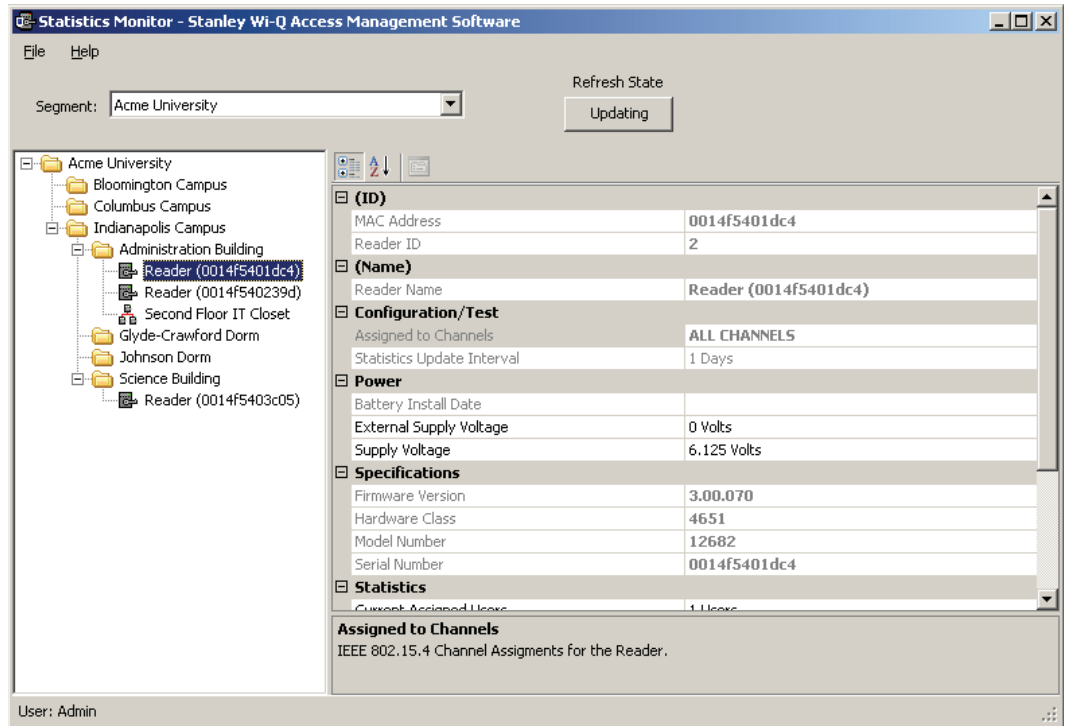 Statistics Monitor - Stanley Wi-Q Access Management Software
File Help
Refresh State
Segment: Acme University
Updating
Acme University
Bloomington Campus
Columbus Campus
Indianapolis Campus
Administration Building
Reader (0014f5401dc4)
Reader (0014f540239d)
Second Floor IT Closet
Glyde-Crawford Dorm
Johnson Dorm
Science Building
Reader (0014f5403c05)
(ID)
MAC Address 0014f5401dc4
Reader ID 2
(Name)
Reader Name Reader (0014f5401dc4)
Configuration/Test
Assigned to Channels ALL CHANNELS
Statistics Update Interval 1 Days
Power
Battery Install Date
External Supply Voltage 0 Volts
Supply Voltage 6.125 Volts
Specifications
Firmware Version 3.00.070
Hardware Class 4651
Model Number 12682
Serial Number 0014f5401dc4
Statistics
Current Assigned Users 1 Users
Assigned to Channels
IEEE 802.15.4 Channel Assigments for the Reader.
User: Admin